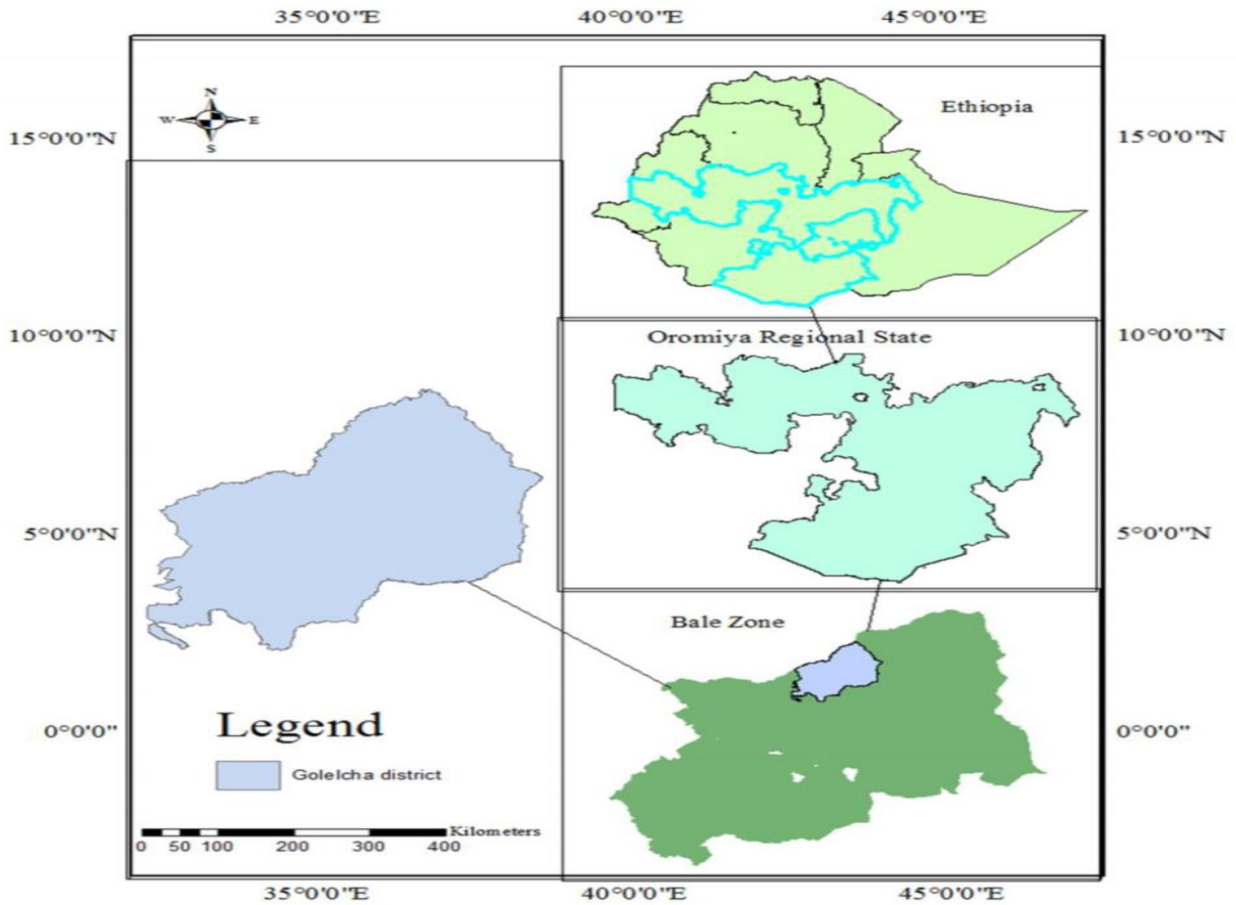 35°0'0"E 40°0'0"E 45°0'0"E
N
W E
S
Ethiopia
15°0'0"N 15°0'0"N
10°0'0"N 10°0'0"N
Oromiya Regional State
5°0'0"N 5°0'0"N
Bale Zone
Legend
0°0'0" 0°0'0"
Golelcha district
Kilometers
0 50 100 200 300 400
35°0'0"E 40°0'0"E 45°0'0"E